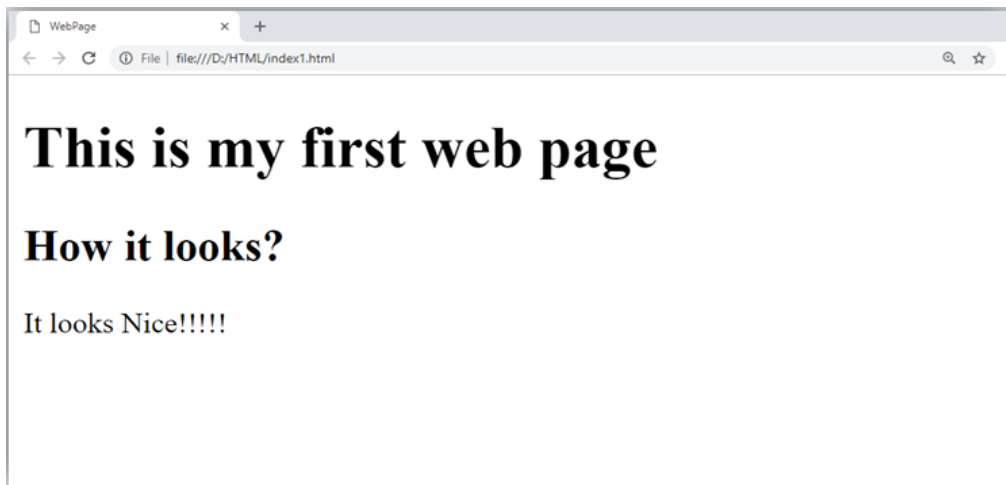 WebPage
File | file:///D:/HTML/index1.html
This is my first web page
How it looks?
It looks Nice!!!!!